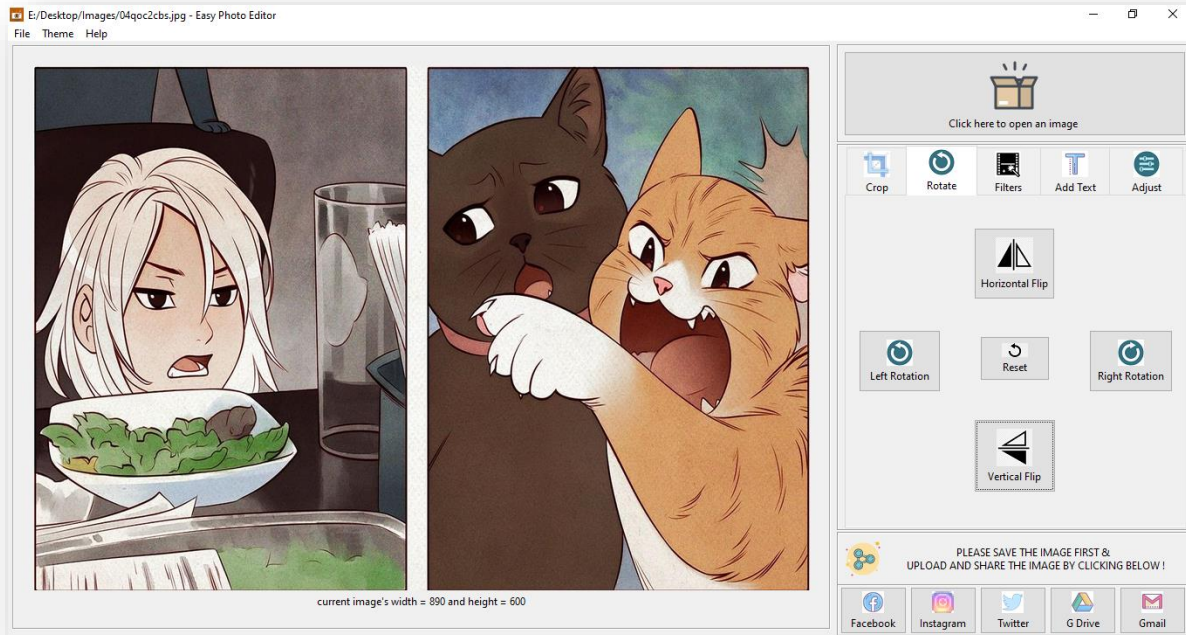 E:/Desktop/Images/04qoc2cbs.jpg - Easy Photo Editor
File Theme Help
Click here to open an image
Crop Rotate Filters Add Text Adjust
Horizontal Flip
Left Rotation Reset Right Rotation
Vertical Flip
PLEASE SAVE THE IMAGE FIRST &
UPLOAD AND SHARE THE IMAGE BY CLICKING BELOW !
current image's width = 890 and height = 600
Facebook Instagram Twitter G Drive Gmail